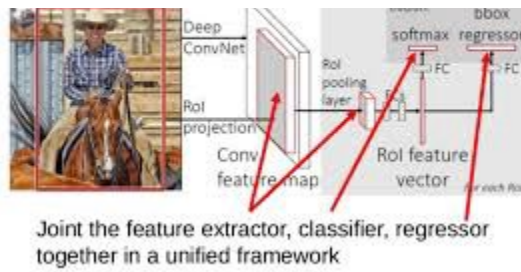 bbox
Deep
ConvNet
softmax regressor
RoI
pooling
layer
FC
FC
RoI
projection
Conv
feature map
RoI feature
vector
For each RoI
Joint the feature extractor, classifier, regressor
together in a unified framework